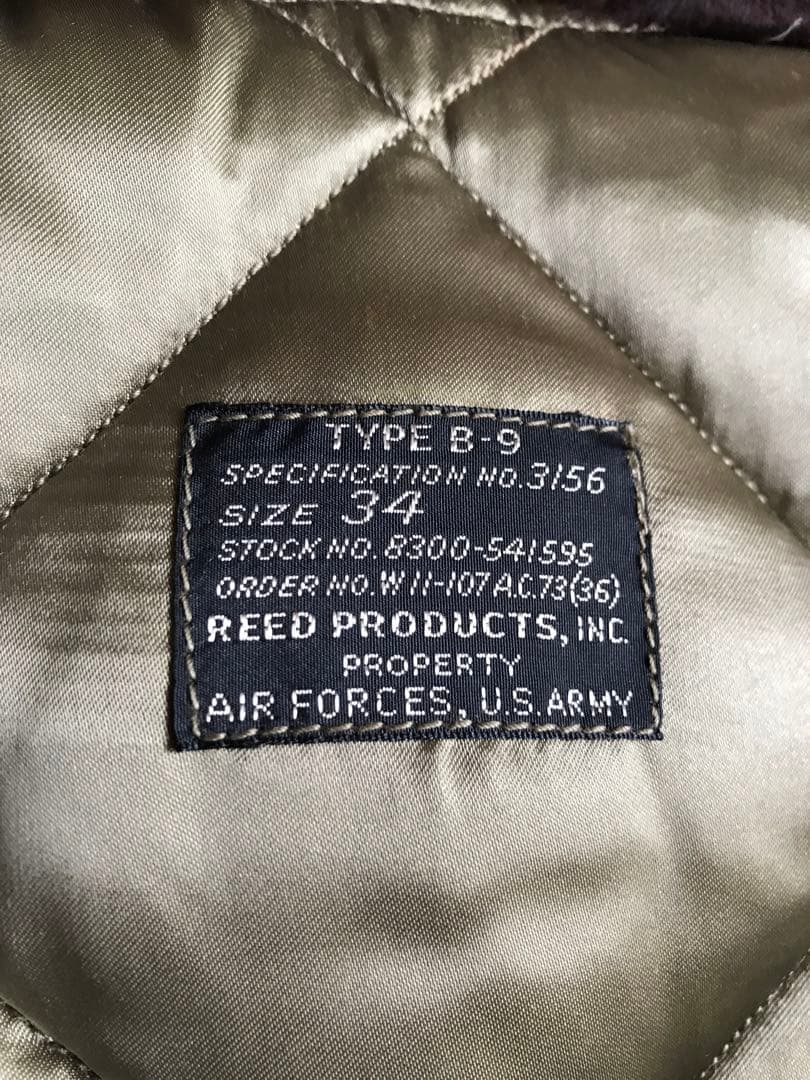 TYPE B-9
SPECIFICATION NO.3156
SIZE 34
STOCK NO. 8300-541595
ORDER NO.W 11-107 A.C.73(36)
REED PRODUCTS, INC.
PROPERTY
AIR FORCES, U.S. ARMY